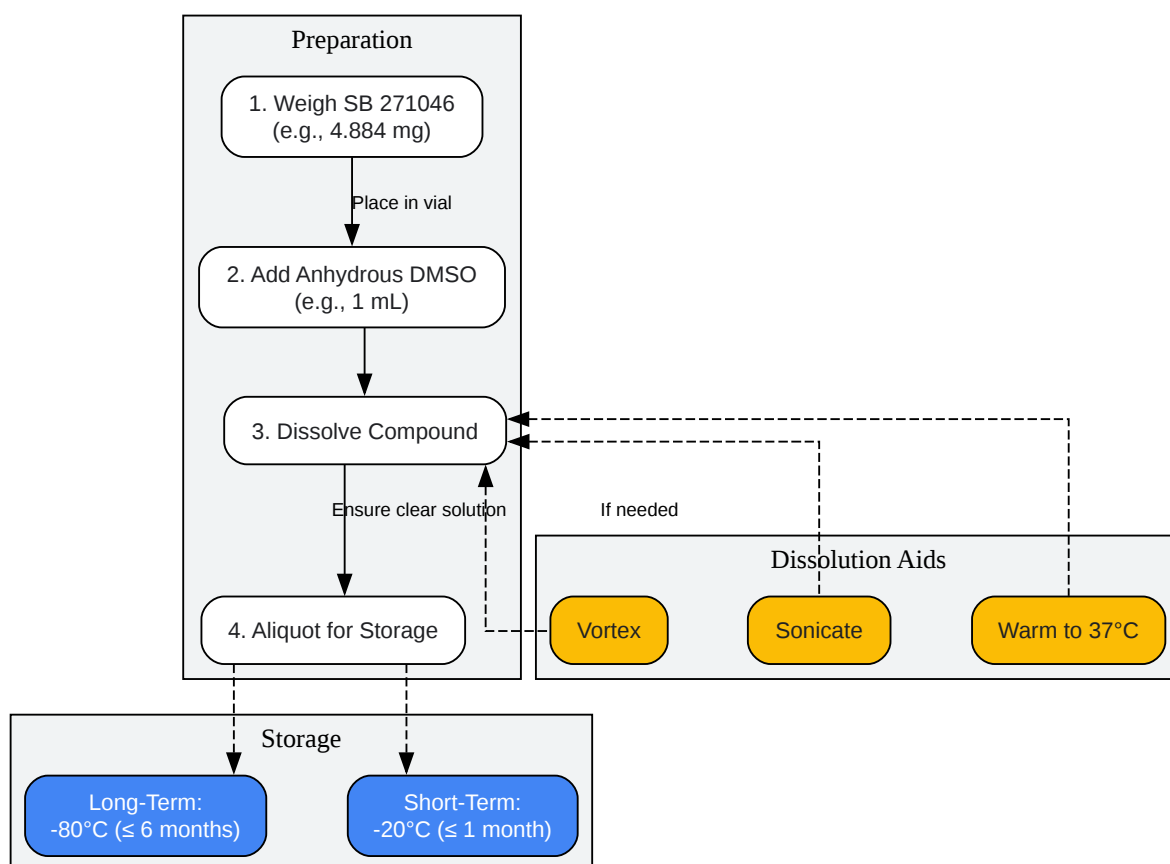 Preparation
1. Weigh SB 271046
(e.g., 4.884 mg)
Place in vial
2. Add Anhydrous DMSO
(e.g., 1 mL)
3. Dissolve Compound
Ensure clear solution
If needed
Dissolution Aids
4. Aliquot for Storage
Vortex
Sonicate
Warm to 37°C
Storage
Long-Term:
-80°C (≤ 6 months)
Short-Term:
-20°C (≤ 1 month)